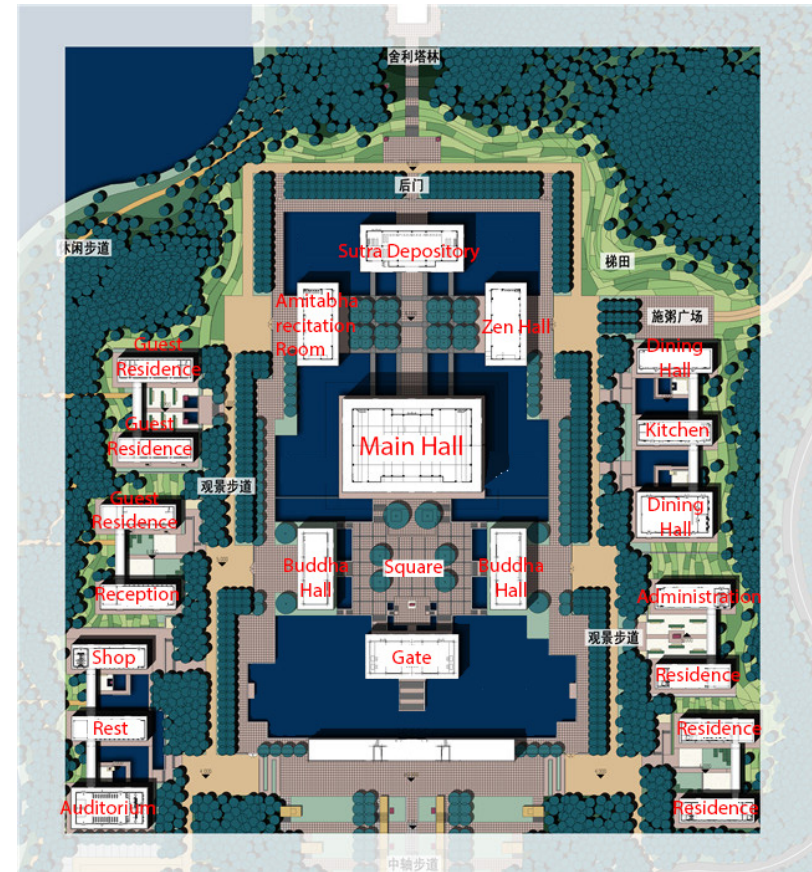 舍利塔林
后门
休闲步道
Sutra Depository
梯田
Amitabha
recitation
Room
Zen Hall
施粥广场
Guest
Residence
Dining
Hall
Guest
Residence
Main Hall
Kitchen
观景步道
Guest
Residence
Dining
Hall
Buddha
Hall
Square
Buddha
Hall
Reception
Administration
观景步道
Shop
Gate
Residence
Rest
Residence
Auditorium
Residence
中轴步道